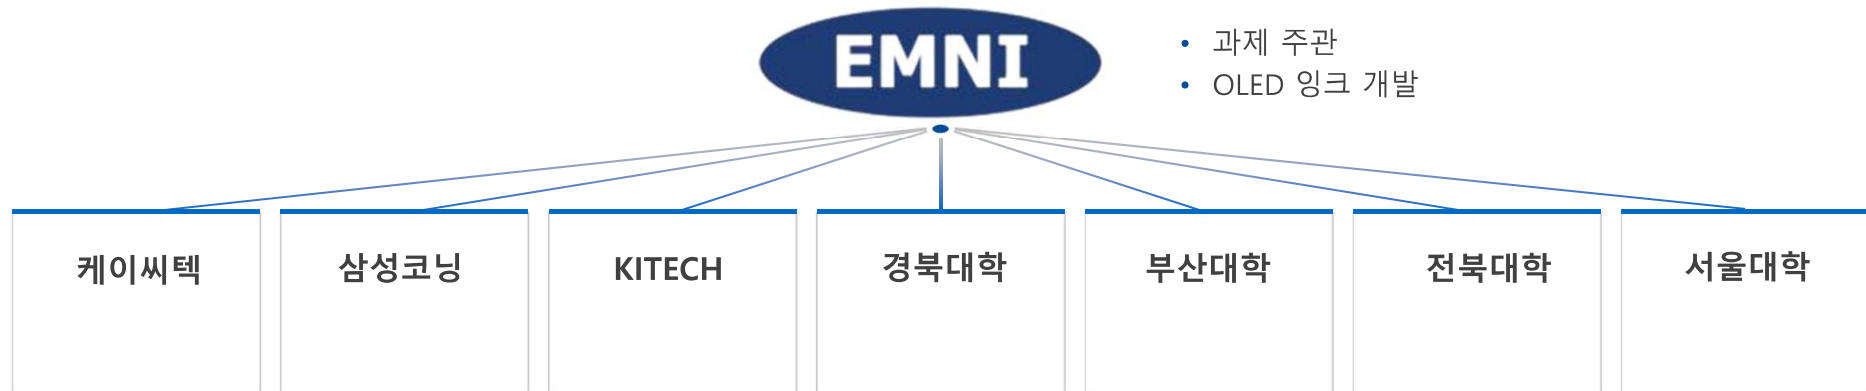 EMNI
• 과제 주관
• OLED 잉크 개발
케이씨텍
삼성코닝
KITECH
경북대학
부산대학
전북대학
서울대학